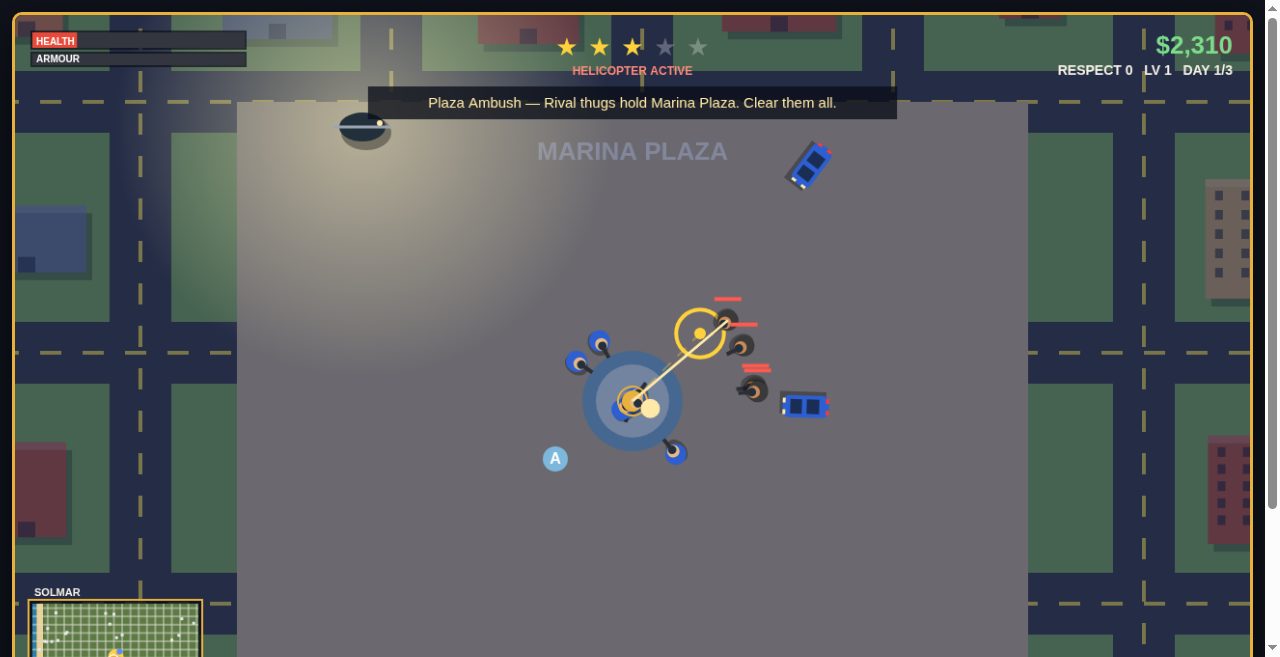 HEALTH
ARMOUR
HELICOPTER ACTIVE
$2,310
RESPECT 0 LV 1 DAY 1/3
Plaza Ambush — Rival thugs hold Marina Plaza. Clear them all.
MARINA PLAZA
A
SOLMAR